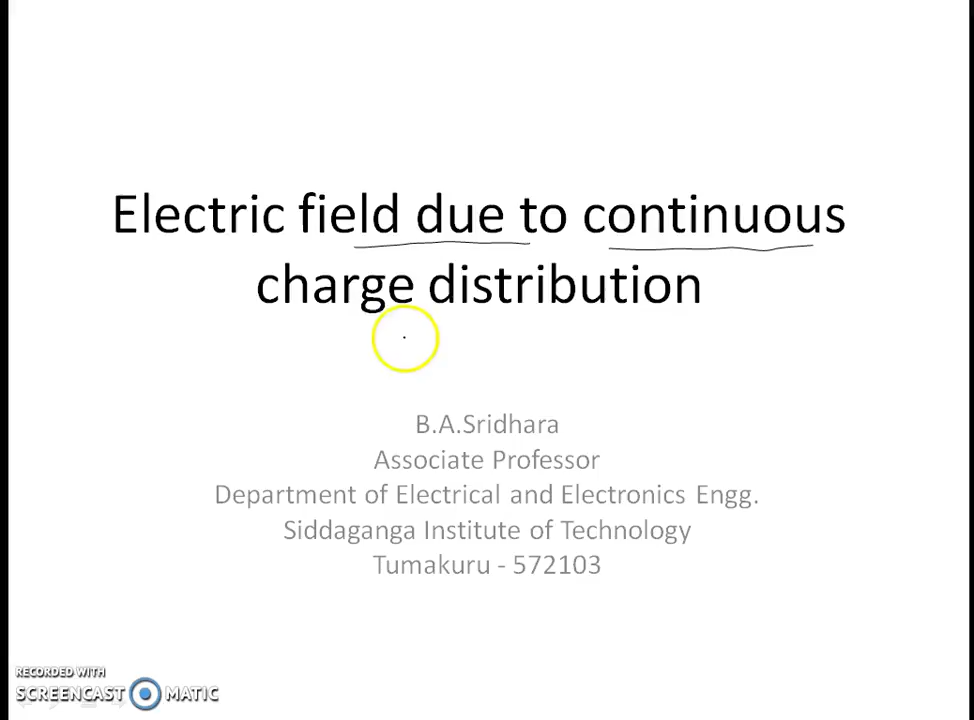 Electric field due to continuous
charge distribution
B.A.Sridhara
Associate Professor
Department of Electrical and Electronics Engg.
Siddaganga Institute of Technology
Tumakuru - 572103
RECORDED WITH
SCREENCAST MATIC